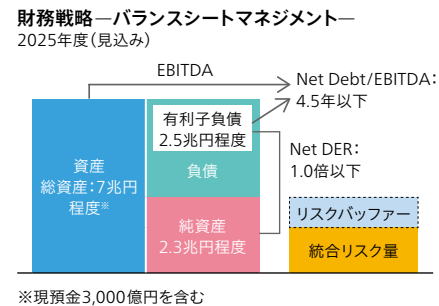 財務戦略―バランスシートマネジメント―
2025年度（見込み）
EBITDA
Net Debt/EBITDA：
4.5年以下
有利子負債
2.5兆円程度
Net DER：
1.0倍以下
資産
総資産：7兆円
程度※
負債
純資産
2.3兆円程度
リスクバッファー
統合リスク量
※現預金3,000億円を含む